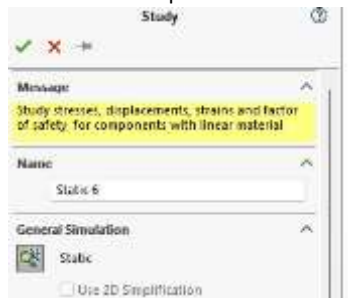 Study
Message
Study stresses, displacements, strains and factor
of safety for components with linear material
Name
Static 6
General Simulation
Static
Use 2D Simplification